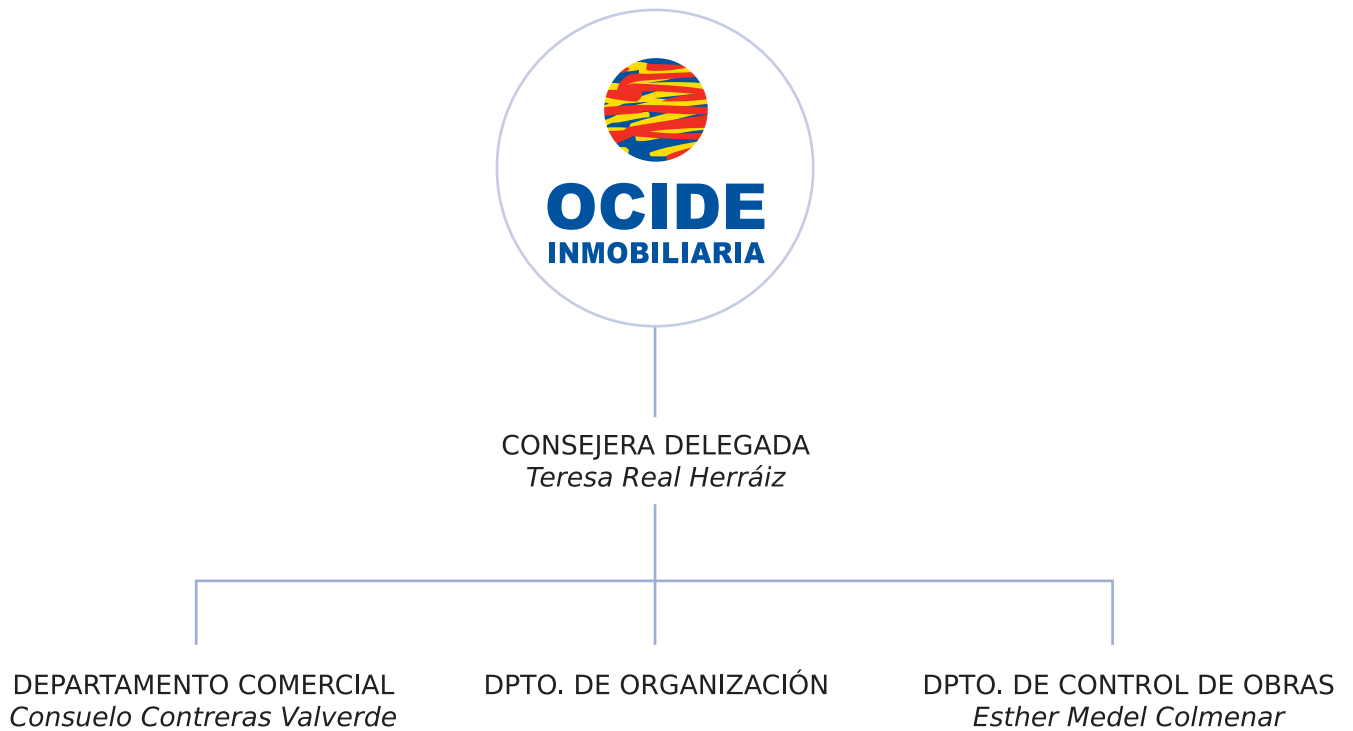 OCIDE
INMOBILIARIA
CONSEJERA DELEGADA
Teresa Real Herráiz
DEPARTAMENTO COMERCIAL
Consuelo Contreras Valverde
DPTO. DE ORGANIZACIÓN
DPTO. DE CONTROL DE OBRAS
Esther Medel Colmenar